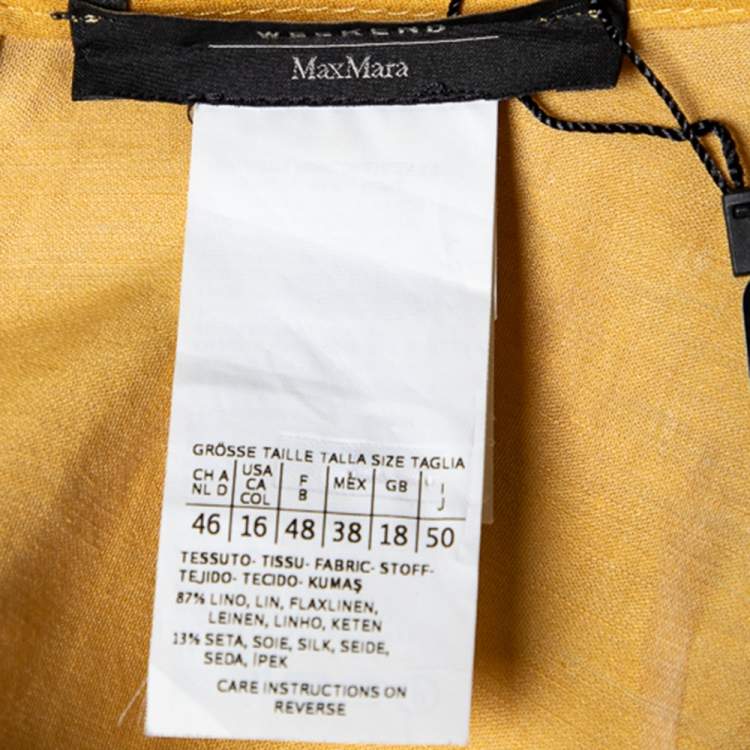 WEEKEND
MaxMara
GRÖSSE TAILLE TALLA SIZE TAGLIA
CH A NL D | USA CA COL | F B | MEX | GB | I J
46 | 16 | 48 | 38 | 18 | 50
TESSUTO- TISSU- FABRIC- STOFF-
TEJIDO- TECIDO- KUMAŞ
87% LINO, LIN, FLAXLINEN,
LEINEN, LINHO, KETEN
13% SETA, SOIE, SILK, SEIDE,
SEDA, İPEK
CARE INSTRUCTIONS ON
REVERSE